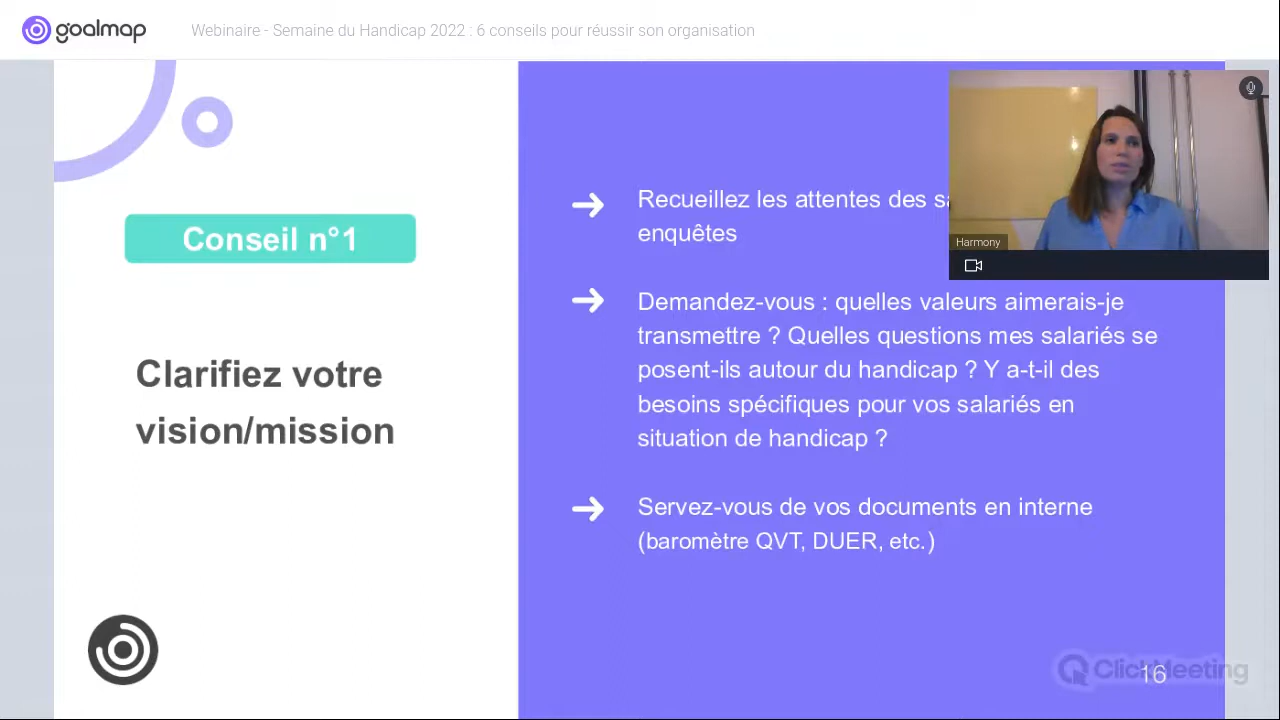 goalmap
Webinaire - Semaine du Handicap 2022 : 6 conseils pour réussir son organisation
Conseil n°1
Clarifiez votre
vision/mission
Recueillez les attentes des
enquêtes
Demandez-vous : quelles valeurs aimerais-je
transmettre ? Quelles questions mes salariés se
posent-ils autour du handicap ? Y a-t-il des
besoins spécifiques pour vos salariés en
situation de handicap ?
Servez-vous de vos documents en interne
(baromètre QVT, DUER, etc.)
Harmony
ClickMeeting
16